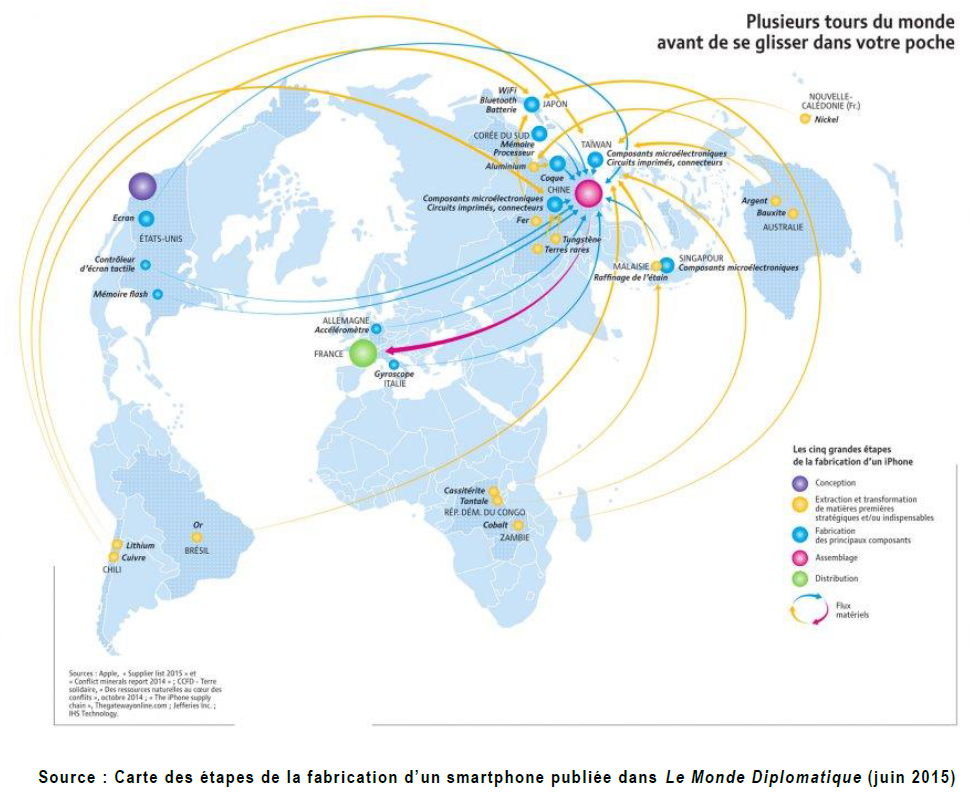 Plusieurs tours du monde
avant de se glisser dans votre poche
WiFi
Bluetooth
Batterie
JAPON
NOUVELLE-
CALÉDONIE (Fr.)
Nickel
CORÉE DU SUD
Mémoire
Processeur
TAÏWAN
Composants microélectroniques
Circuits imprimés, connecteurs
Aluminium
Coque
CHINE
Composants microélectroniques
Circuits imprimés, connecteurs
Fer
Tungstène
Terres rares
Argent
Bauxite
AUSTRALIE
Ecran
ÉTATS-UNIS
Contrôleur
d'écran tactile
Mémoire flash
MALAISIE
Raffinage de l'étain
SINGAPOUR
Composants microélectroniques
ALLEMAGNE
Accéléromètre
FRANCE
Gyroscope
ITALIE
Cassitérite
Tantale
RÉP. DÉM. DU CONGO
Cobalt
ZAMBIE
Or
BRÉSIL
Lithium
Cuivre
CHILI
Les cinq grandes étapes
de la fabrication d'un iPhone
Conception
Extraction et transformation
de matières premières
stratégiques et/ou indispensables
Fabrication
des principaux composants
Assemblage
Distribution
Flux
matériels
Sources : Apple, « Supplier list 2015 » et
« Conflict minerals report 2014 » ; CCFD - Terre
solidaire, « Des ressources naturelles au cœur des
conflits », octobre 2014 ; « The iPhone supply
chain », Thegatewayonline.com ; Jefferies Inc. ;
IHS Technology.
Source : Carte des étapes de la fabrication d'un smartphone publiée dans Le Monde Diplomatique (juin 2015)